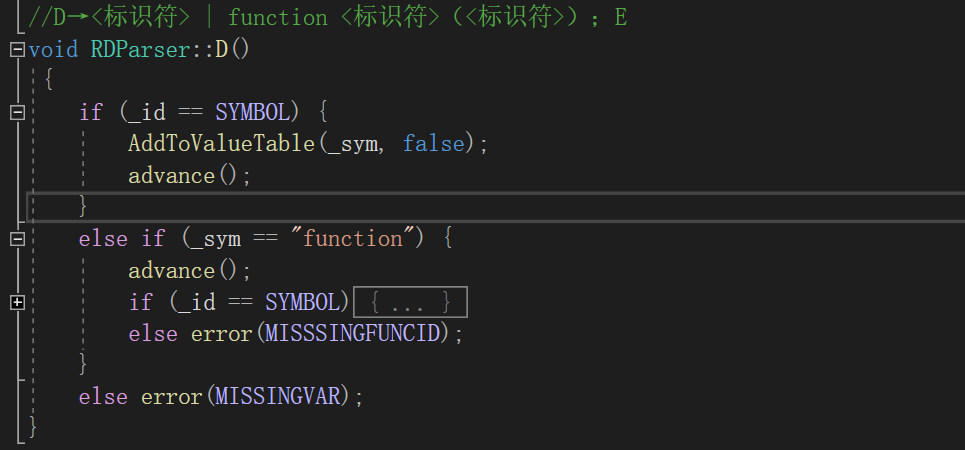 //D→<标识符> | function <标识符>（<标识符>）；E
void RDParser::D()
{
if (_id == SYMBOL) {
AddToValueTable(_sym, false);
advance();
}
else if (_sym == "function") {
advance();
if (_id == SYMBOL){ ... }
else error(MISSSINGFUNCID);
}
else error(MISSINGVAR);
}